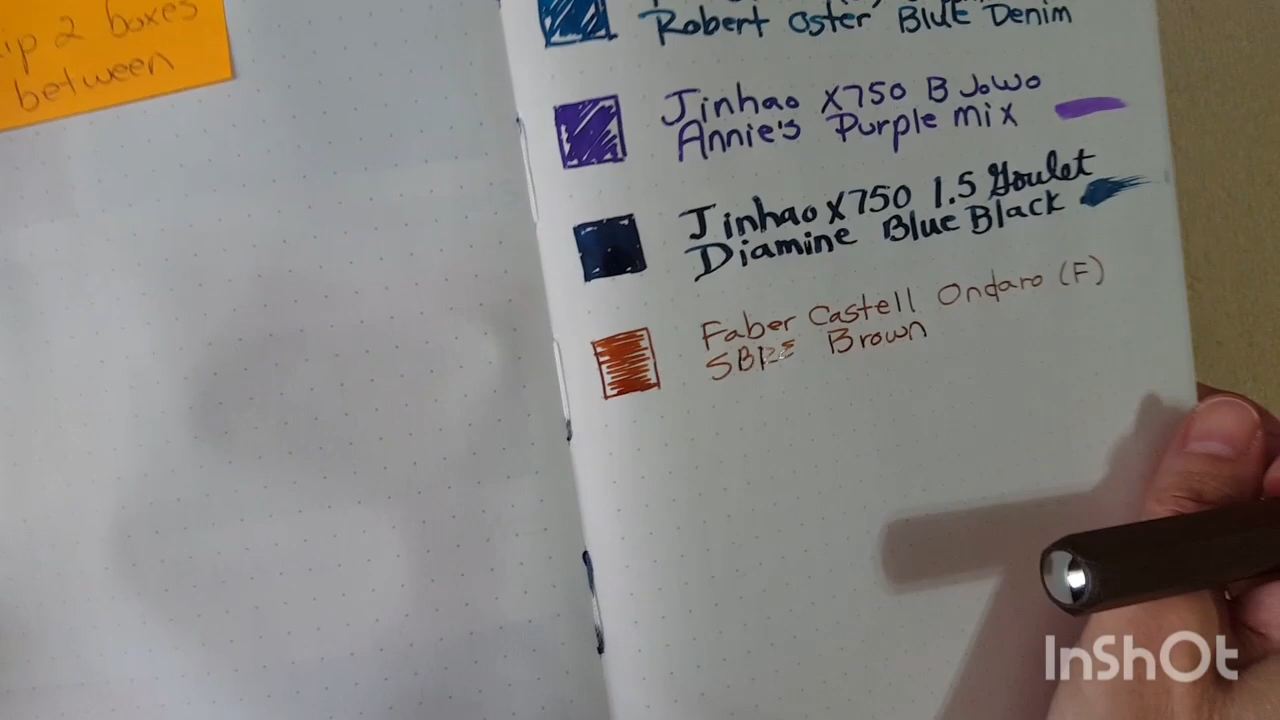 ip 2 boxes
between
Robert Oster Blue Denim
Jinhao X750 B JoWo
Annie's Purple mix
Jinhao X750 1.5 Goulet
Diamine Blue Black
Faber Castell Ondaro (F)
SBRE Brown
InShOt